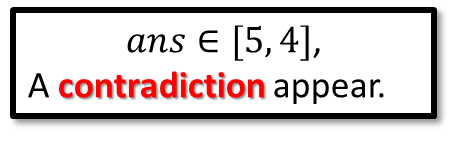 ans ∈ [5, 4],
A contradiction appear.